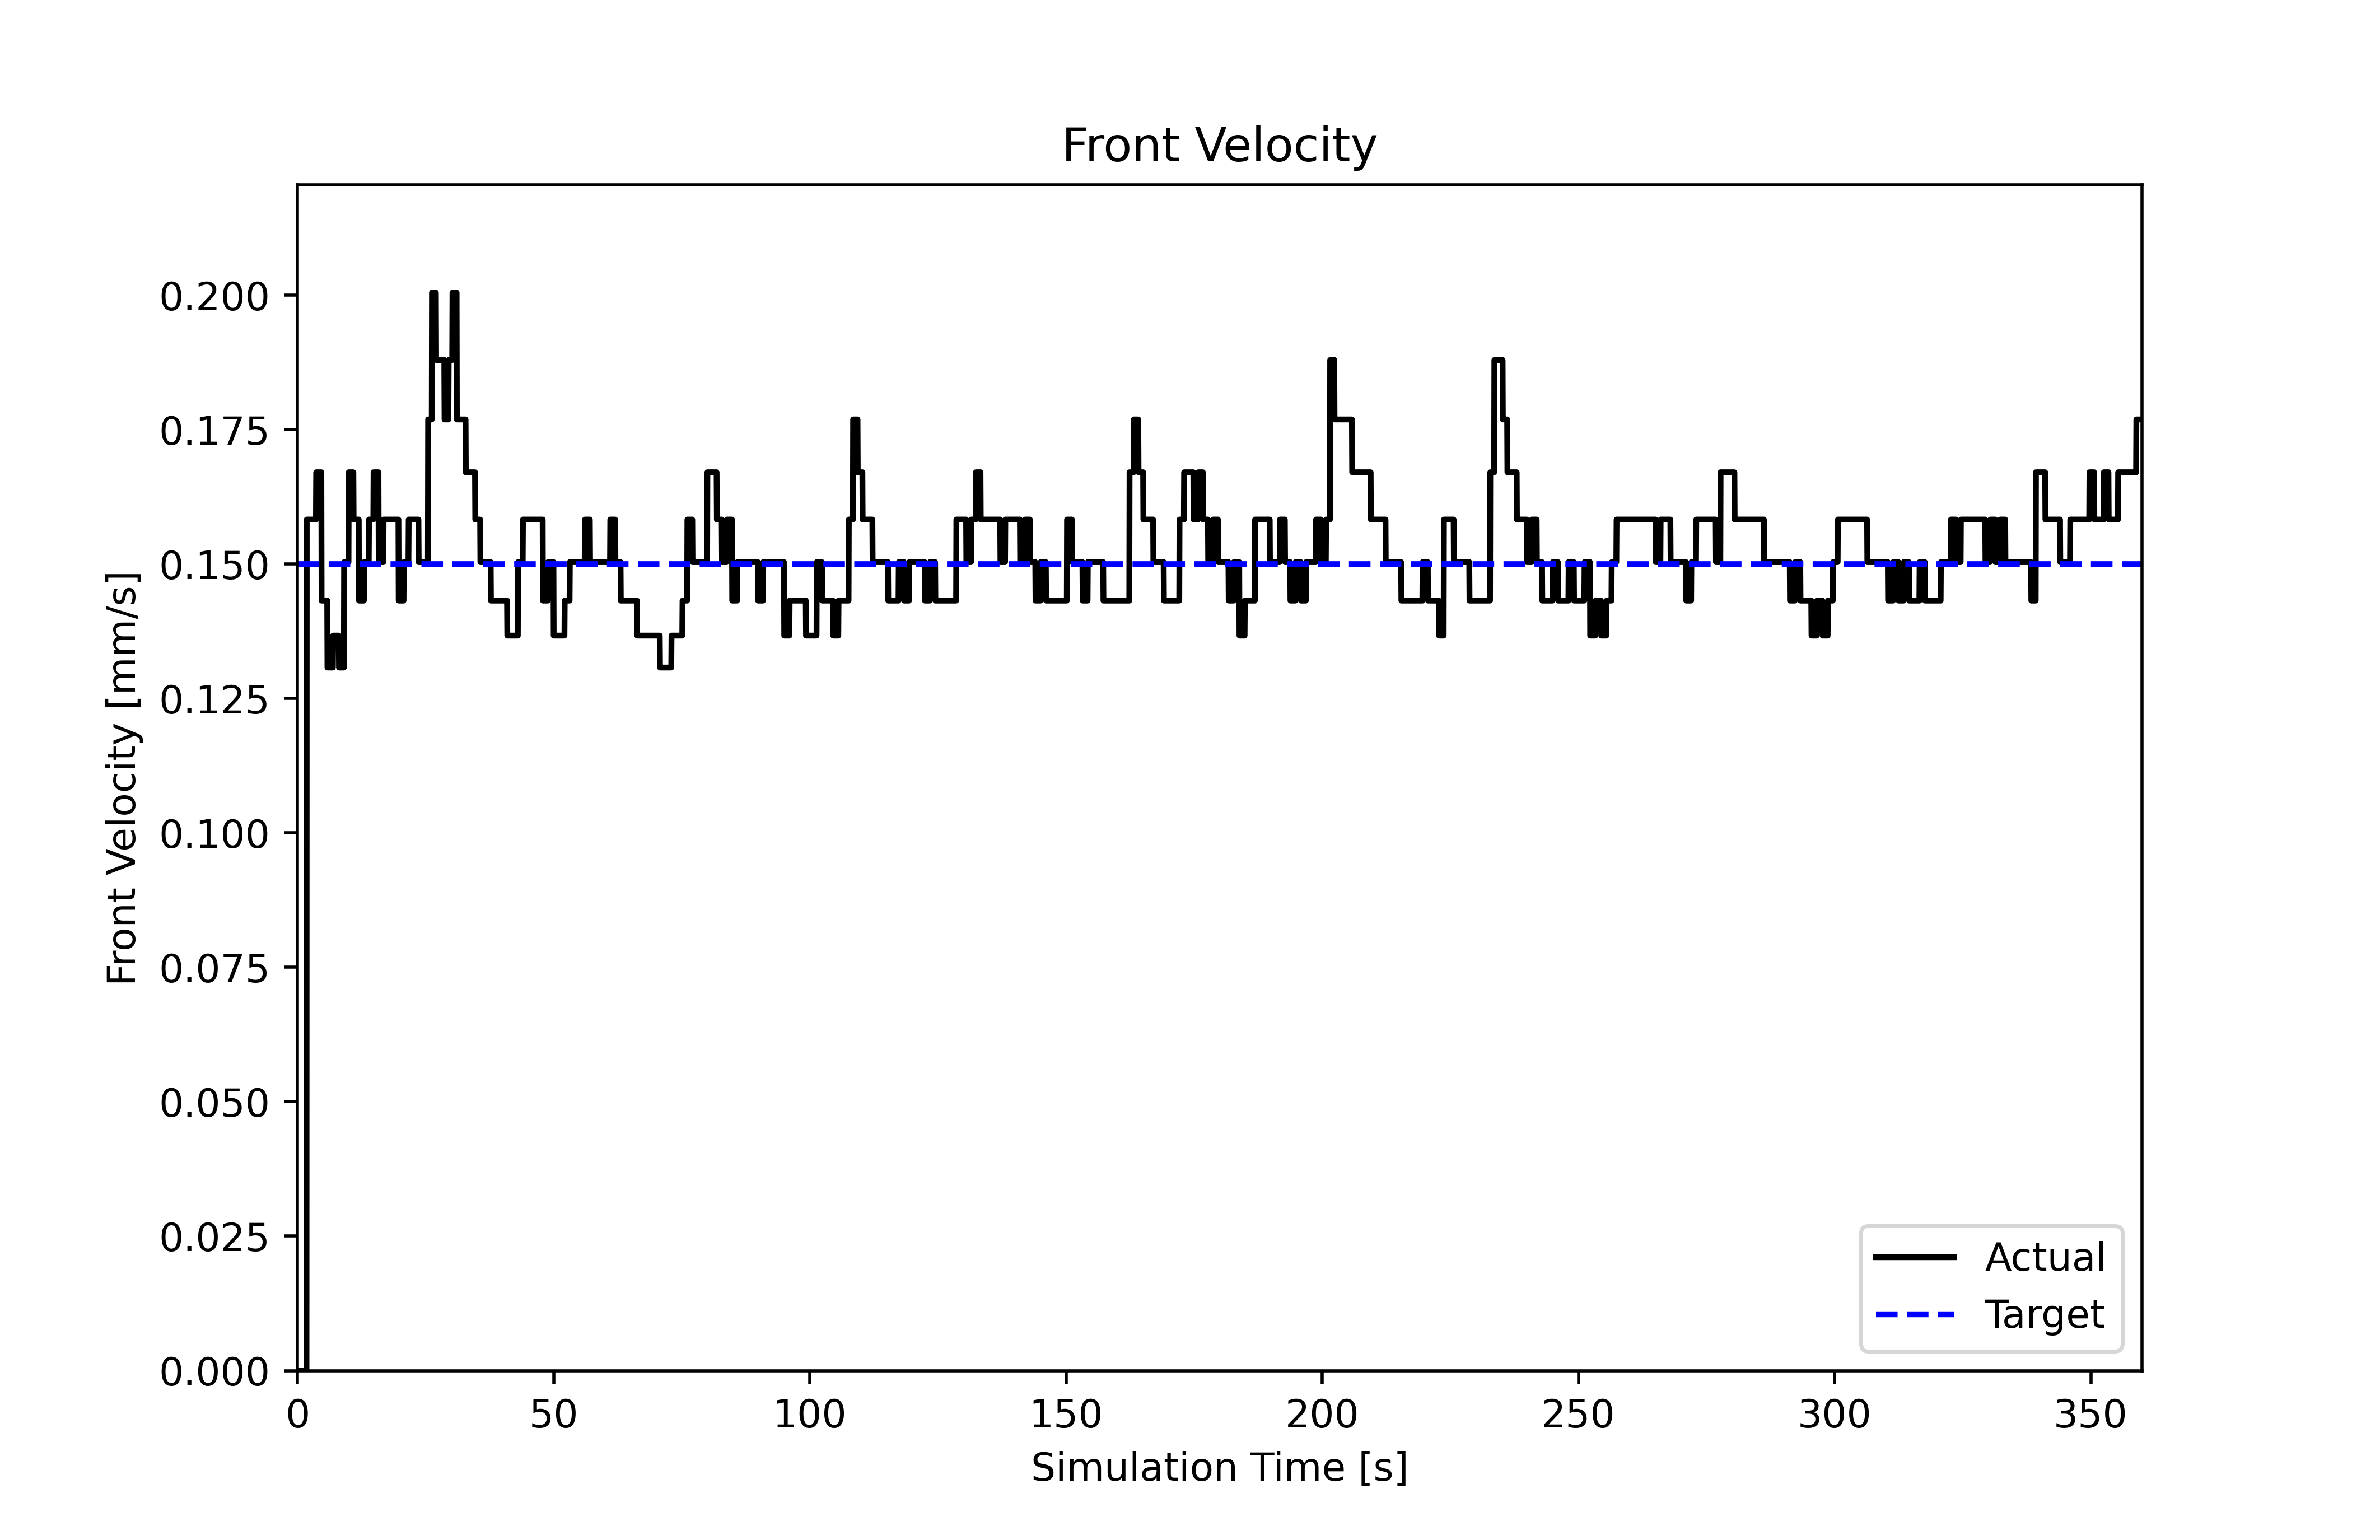 Front Velocity
Front Velocity [mm/s]
0.200
0.175
0.150
0.125
0.100
0.075
0.050
0.025
0.000
Actual
Target
0 50 100 150 200 250 300 350
Simulation Time [s]